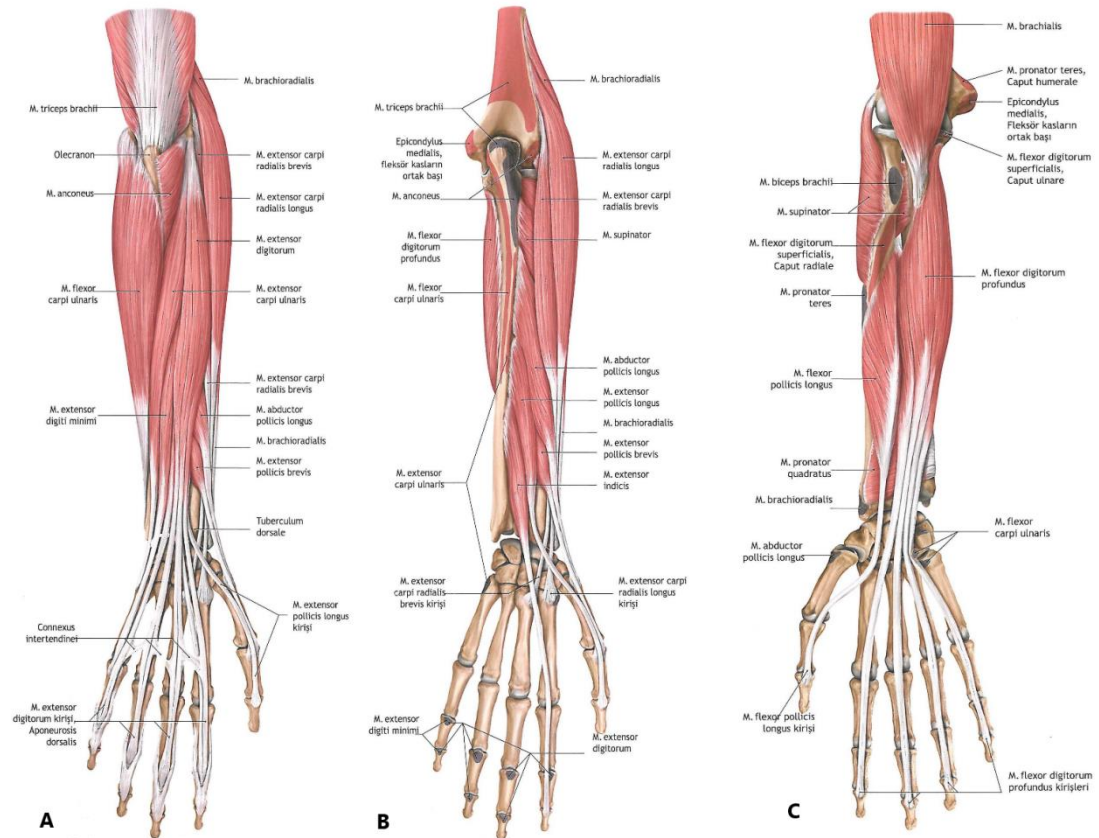 M. brachioradialis
M. triceps brachii
Olecranon
M. extensor carpi
radialis brevis
M. anconeus
M. extensor carpi
radialis longus
M. extensor
digitorum
M. flexor
carpi ulnaris
M. extensor
carpi ulnaris
M. extensor carpi
radialis brevis
M. extensor
digiti minimi
M. abductor
pollicis longus
M. brachioradialis
M. extensor
pollicis brevis
Tuberculum
dorsale
M. extensor
pollicis longus
kirişi
Connexus
intertendinei
M. extensor
digitorum kirişi,
Aponeurosis
dorsalis
A
M. brachioradialis
M. triceps brachii
Epicondylus
medialis,
fleksör kasların
ortak başı
M. extensor carpi
radialis longus
M. anconeus
M. extensor carpi
radialis brevis
M. flexor
digitorum
profundus
M. supinator
M. flexor
carpi ulnaris
M. abductor
pollicis longus
M. extensor
pollicis longus
M. brachioradialis
M. extensor
pollicis brevis
M. extensor
carpi ulnaris
M. extensor
indicis
M. extensor
carpi radialis
brevis kirişi
M. extensor carpi
radialis longus
kirişi
M. extensor
digiti minimi
M. extensor
digitorum
B
M. brachialis
M. pronator teres,
Caput humerale
Epicondylus
medialis,
Fleksör kasların
ortak başı
M. flexor digitorum
superficialis,
Caput ulnare
M. biceps brachii
M. supinator
M. flexor digitorum
superficialis,
Caput radiale
M. flexor digitorum
profundus
M. pronator
teres
M. flexor
pollicis longus
M. pronator
quadratus
M. brachioradialis
M. flexor
carpi ulnaris
M. abductor
pollicis longus
M. flexor pollicis
longus kirişi
M. flexor digitorum
profundus kirişleri
C